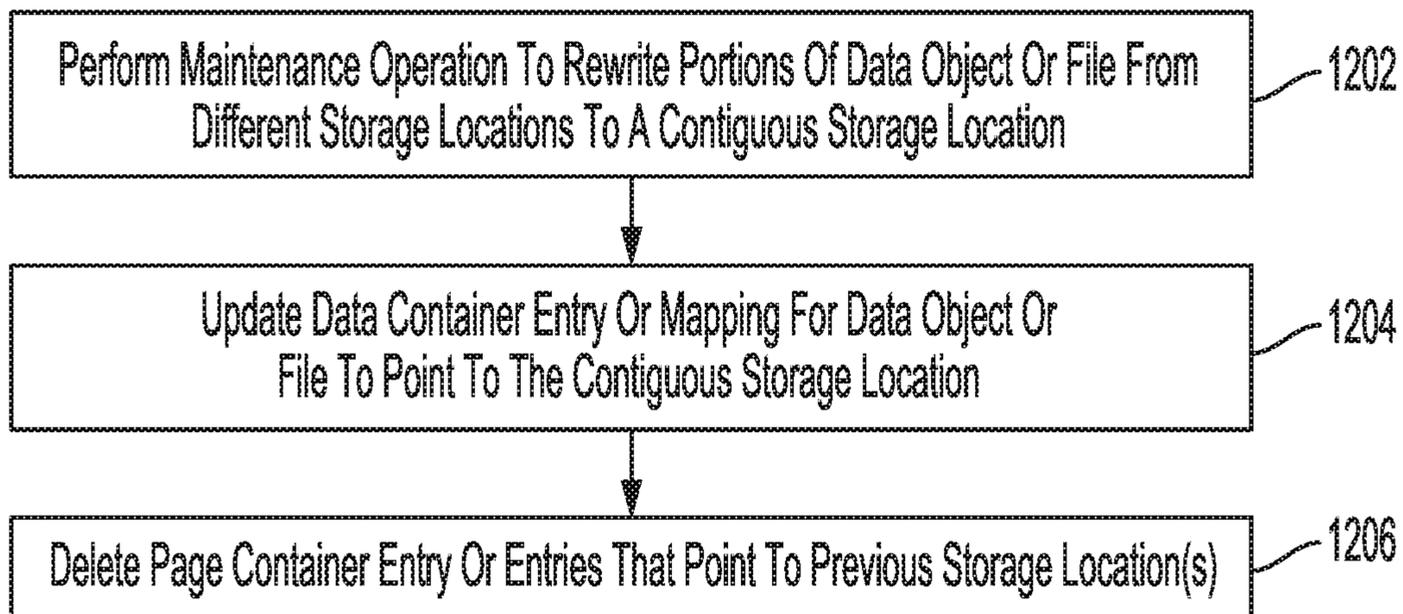 Perform Maintenance Operation To Rewrite Portions Of Data Object Or File From
Different Storage Locations To A Contiguous Storage Location
1202
Update Data Container Entry Or Mapping For Data Object Or
File To Point To The Contiguous Storage Location
1204
Delete Page Container Entry Or Entries That Point To Previous Storage Location(s)
1206